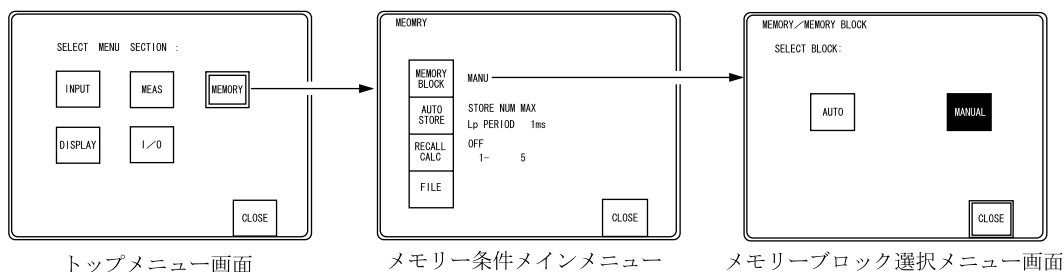 SELECT MENU SECTION :
INPUT
MEAS
MEMORY
DISPLAY
I／O
CLOSE
トップメニュー画面
MEOMRY
MEMORY
BLOCK
MANU
AUTO
STORE
STORE NUM MAX
Lp PERIOD 1ms
RECALL
CALC
OFF
1- 5
FILE
CLOSE
メモリー条件メインメニュー
MEMORY／MEMORY BLOCK
SELECT BLOCK:
AUTO
MANUAL
CLOSE
メモリーブロック選択メニュー画面